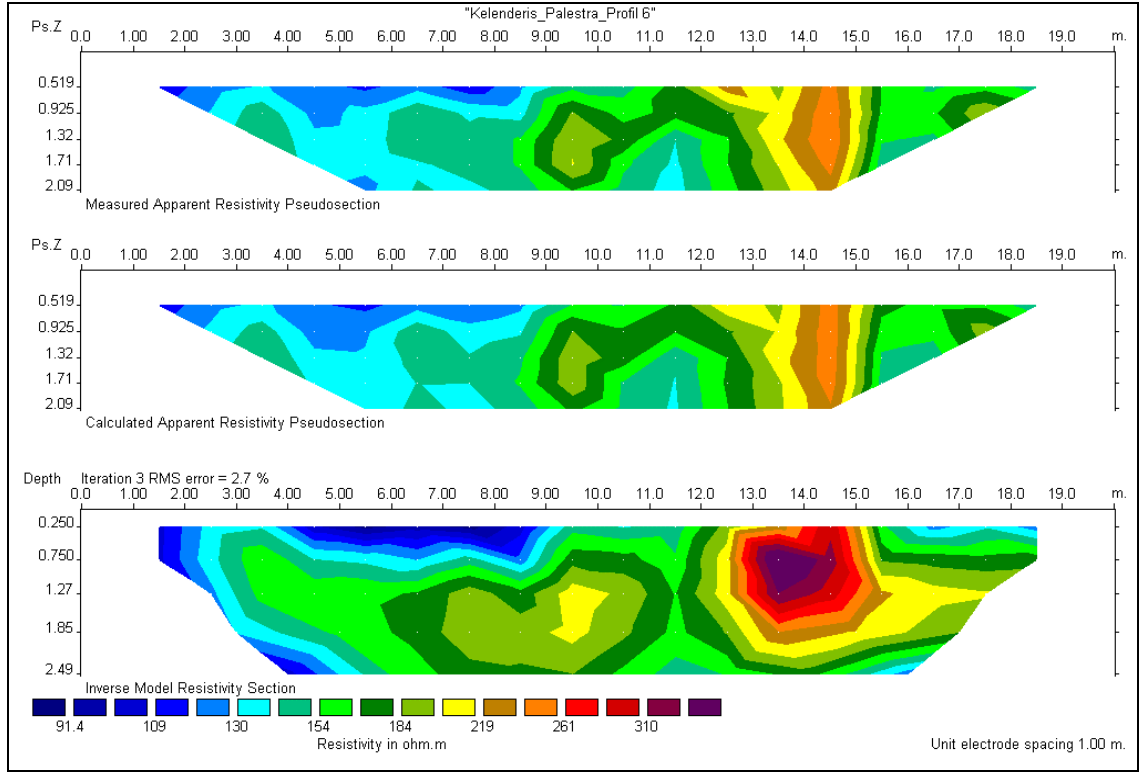 "Kelenderis_Palestra_Profil 6"
Ps.Z 0.0 1.00 2.00 3.00 4.00 5.00 6.00 7.00 8.00 9.00 10.0 11.0 12.0 13.0 14.0 15.0 16.0 17.0 18.0 19.0 m.
0.519
0.925
1.32
1.71
2.09
Measured Apparent Resistivity Pseudosection
Ps.Z 0.0 1.00 2.00 3.00 4.00 5.00 6.00 7.00 8.00 9.00 10.0 11.0 12.0 13.0 14.0 15.0 16.0 17.0 18.0 19.0 m.
0.519
0.925
1.32
1.71
2.09
Calculated Apparent Resistivity Pseudosection
Depth Iteration 3 RMS error = 2.7 %
0.0 1.00 2.00 3.00 4.00 5.00 6.00 7.00 8.00 9.00 10.0 11.0 12.0 13.0 14.0 15.0 16.0 17.0 18.0 19.0 m.
0.250
0.750
1.27
1.85
2.49
Inverse Model Resistivity Section
91.4 109 130 154 184 219 261 310
Resistivity in ohm.m Unit electrode spacing 1.00 m.